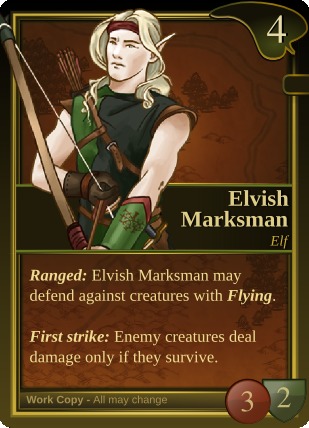 4
Elvish
Marksman
Elf
Ranged: Elvish Marksman may
defend against creatures with Flying.
First strike: Enemy creatures deal
damage only if they survive.
Work Copy - All may change
3
2